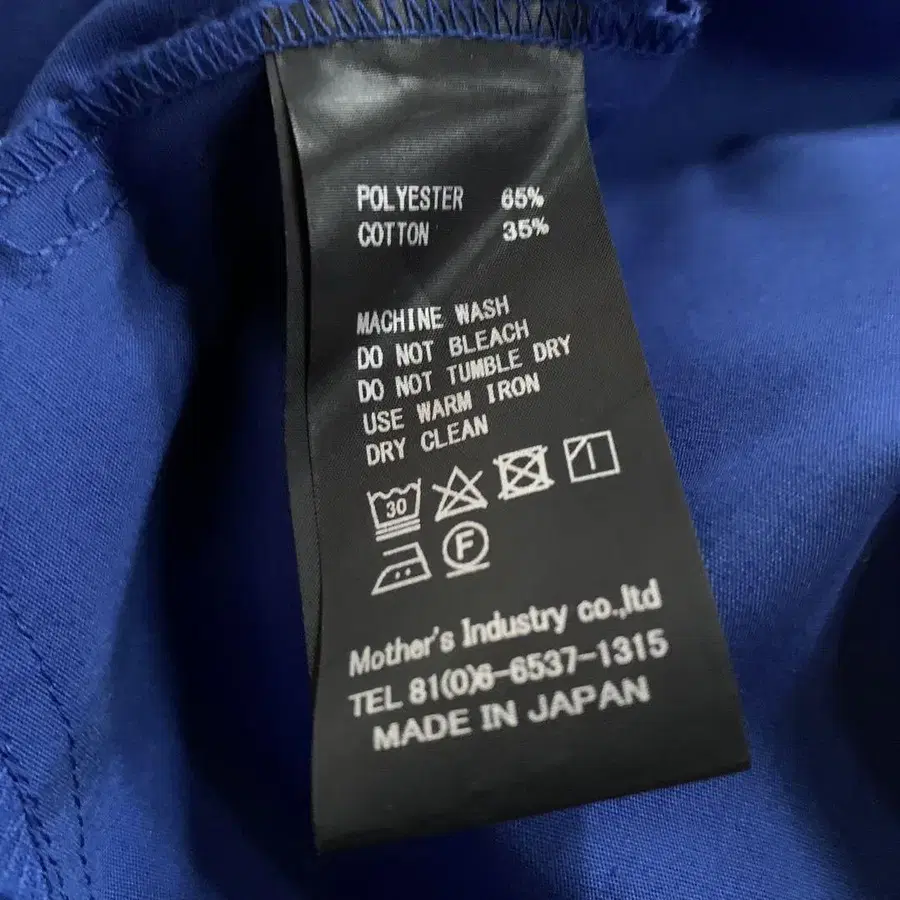 POLYESTER 65%
COTTON 35%
MACHINE WASH
DO NOT BLEACH
DO NOT TUMBLE DRY
USE WARM IRON
DRY CLEAN
30
F
Mother's Industry co.,ltd
TEL 81(0)6-6537-1315
MADE IN JAPAN